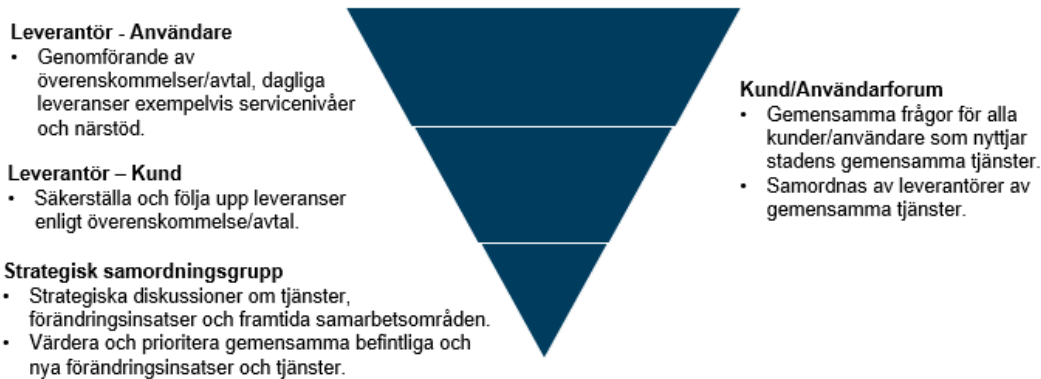 Leverantör - Användare
• Genomförande av
överenskommelser/avtal, dagliga
leveranser exempelvis servicenivåer
och närstöd.
Leverantör – Kund
• Säkerställa och följa upp leveranser
enligt överenskommelse/avtal.
Strategisk samordningsgrupp
• Strategiska diskussioner om tjänster,
förändringsinsatser och framtida samarbetsområden.
• Värdera och prioritera gemensamma befintliga och
nya förändringsinsatser och tjänster.
Kund/Användarforum
• Gemensamma frågor för alla
kunder/användare som nyttjar
stadens gemensamma tjänster.
• Samordnas av leverantörer av
gemensamma tjänster.